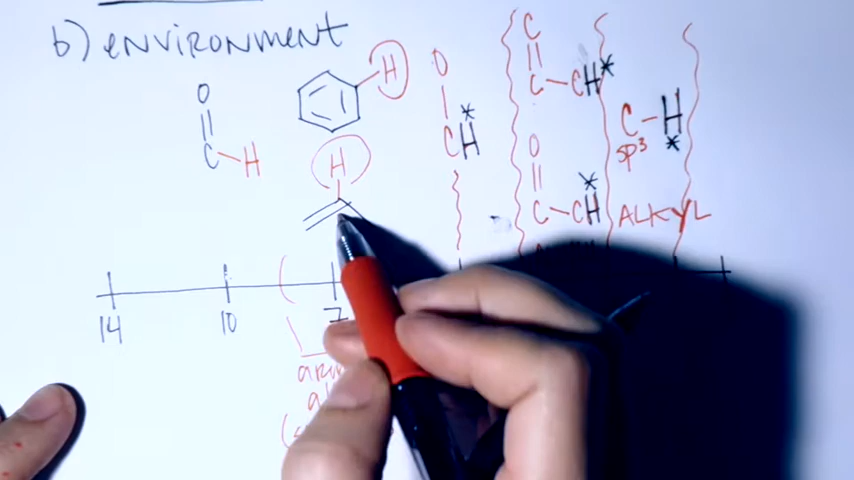 b) environment
O
C-H
H
H
O
CH*
C
C-CH*
O
C-CH*
C-H*
sp3
ALKYL
14
10
7